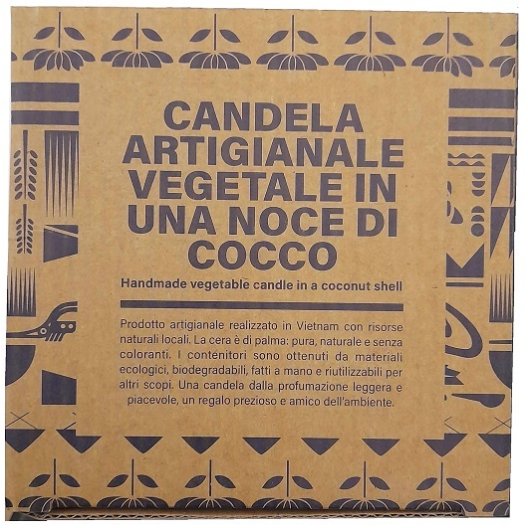 CANDELA
ARTIGIANALE
VEGETALE IN
UNA NOCE DI
COCCO
Handmade vegetable candle in a coconut shell
Prodotto artigianale realizzato in Vietnam con risorse
naturali locali. La cera è di palma: pura, naturale e senza
coloranti. I contenitori sono ottenuti da materiali
ecologici, biodegradabili, fatti a mano e riutilizzabili per
altri scopi. Una candela dalla profumazione leggera e
piacevole, un regalo prezioso e amico dell'ambiente.